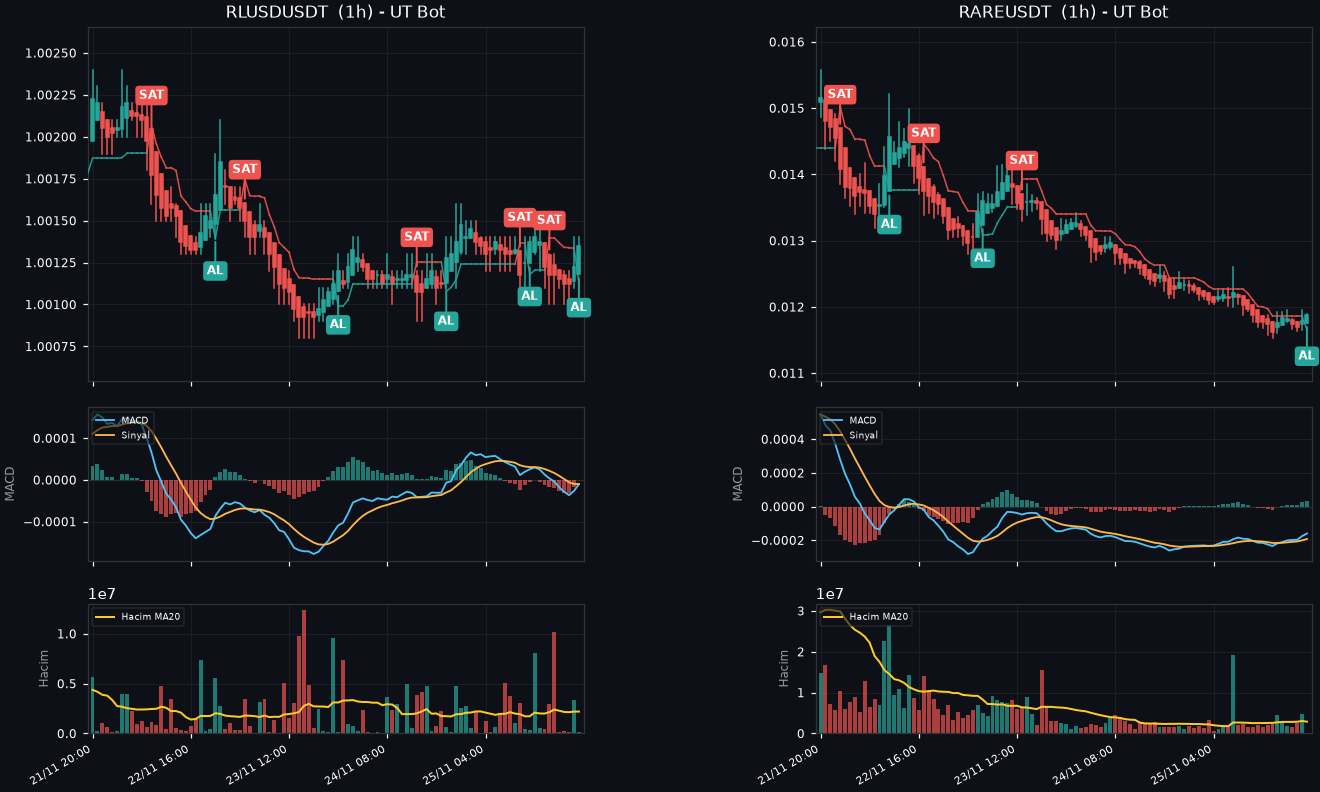 RLUSDUSDT (1h) - UT Bot
1.00250
1.00225
1.00200
1.00175
1.00150
1.00125
1.00100
1.00075
SAT
SAT
SAT
SAT
SAT
AL
AL
AL
AL
AL
MACD
0.0001
0.0000
−0.0001
MACD
Sinyal
1e7
Hacim
1.0
0.5
0.0
Hacim MA20
21/11 20:00
22/11 16:00
23/11 12:00
24/11 08:00
25/11 04:00
RAREUSDT (1h) - UT Bot
0.016
0.015
0.014
0.013
0.012
0.011
SAT
SAT
SAT
AL
AL
AL
MACD
0.0004
0.0002
0.0000
−0.0002
MACD
Sinyal
1e7
Hacim
3
2
1
0
Hacim MA20
21/11 20:00
22/11 16:00
23/11 12:00
24/11 08:00
25/11 04:00